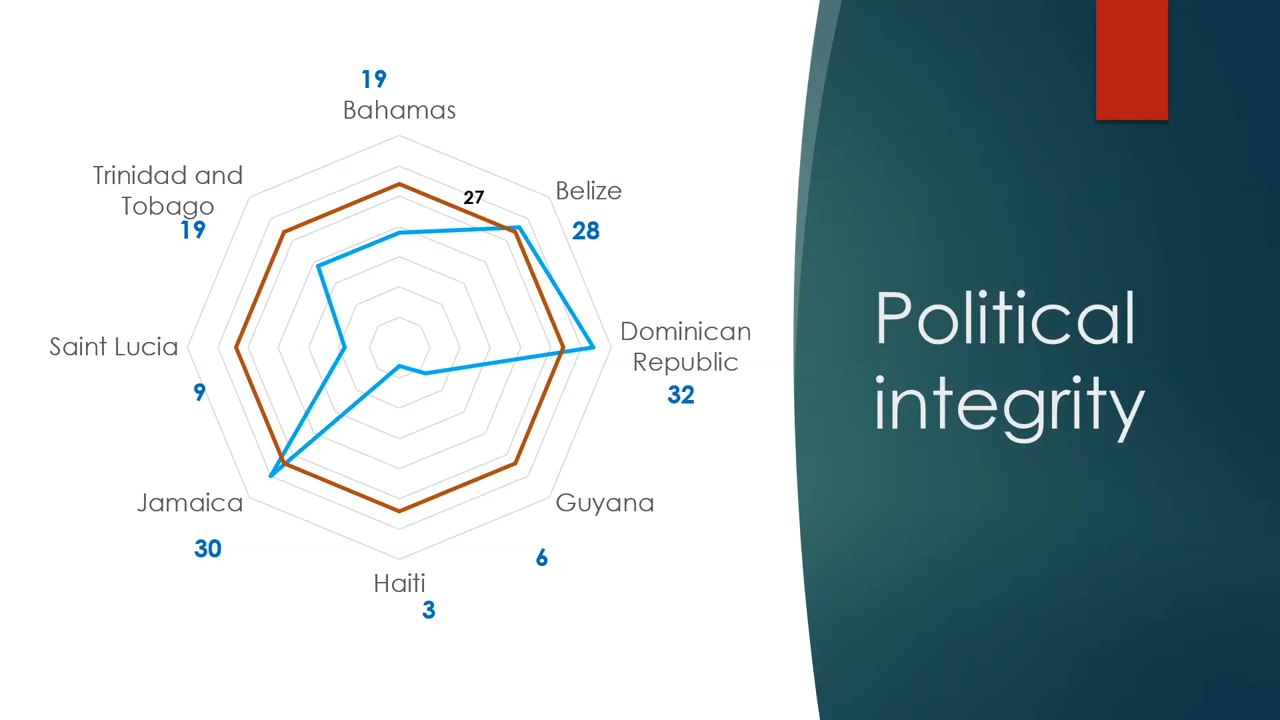 19
Bahamas
Trinidad and
Tobago
19
27
Belize
28
Dominican
Republic
32
Saint Lucia
9
Jamaica
30
Guyana
6
Haiti
3
Political
integrity